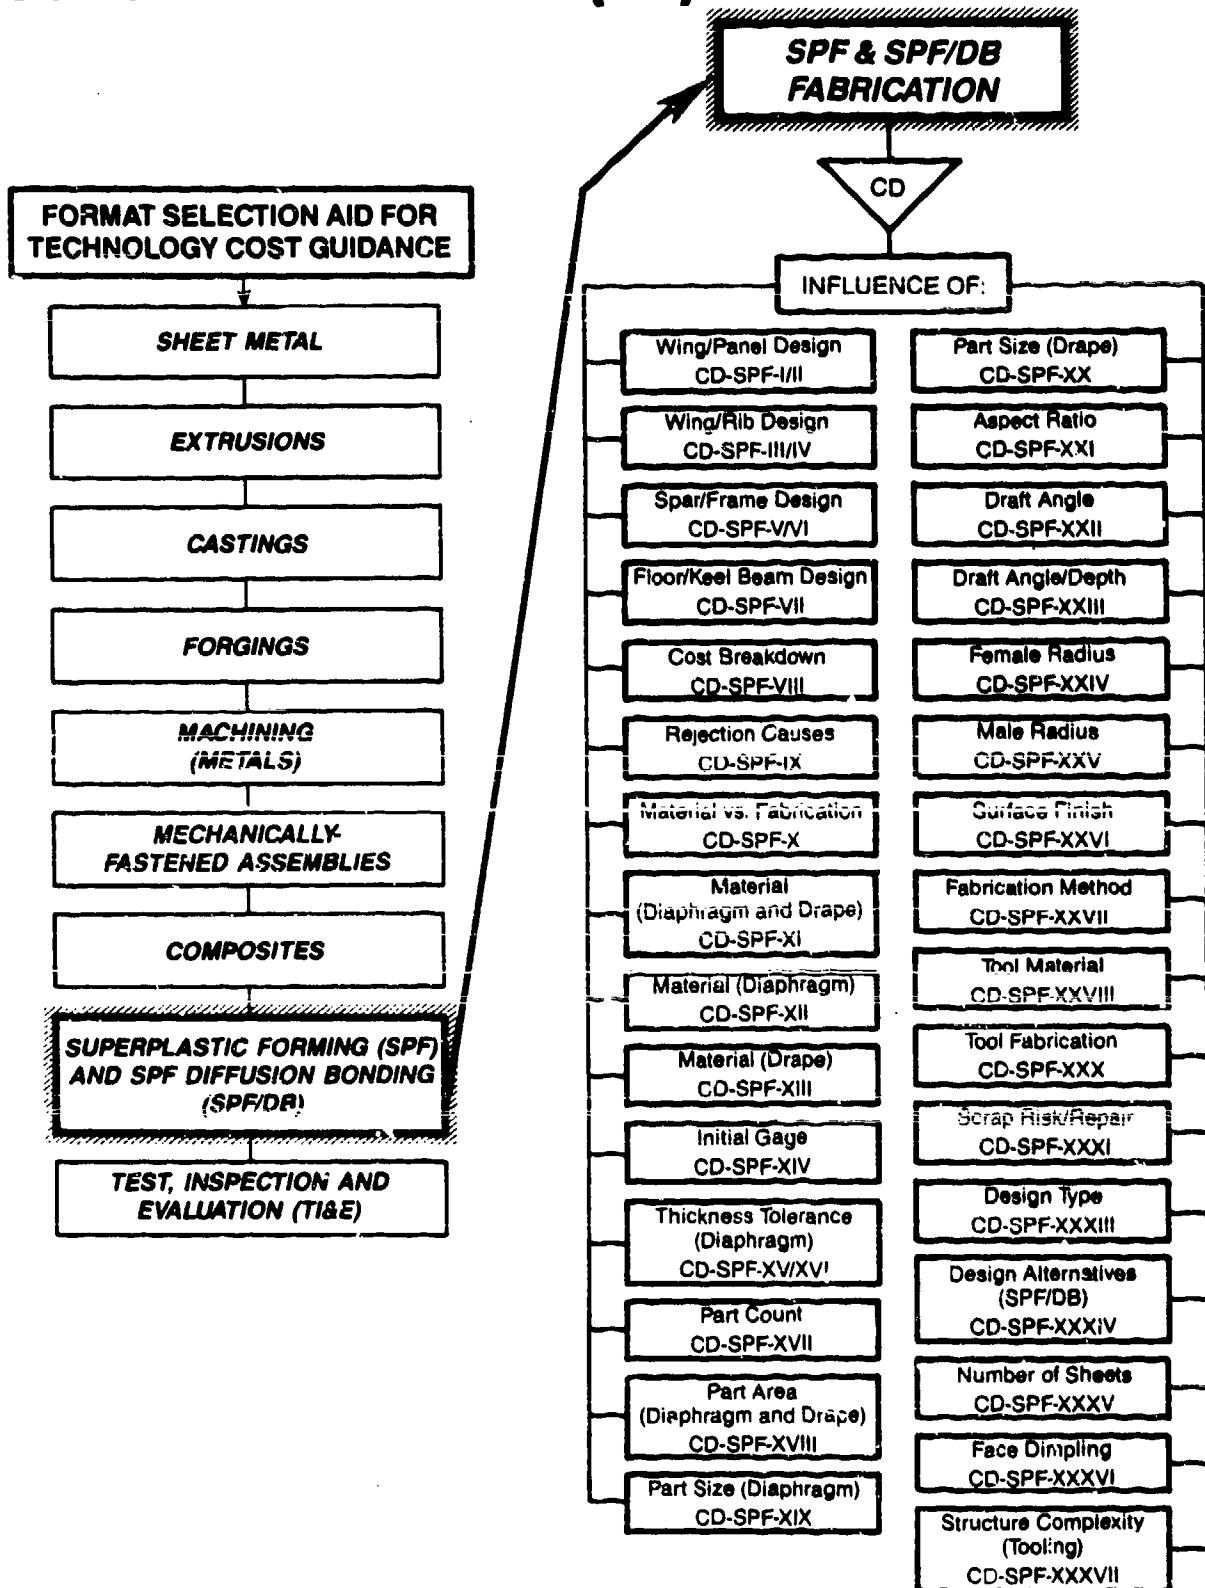 SPF & SPF/DB
FABRICATION
CD
INFLUENCE OF:
FORMAT SELECTION AID FOR
TECHNOLOGY COST GUIDANCE
SHEET METAL
EXTRUSIONS
CASTINGS
FORGINGS
MACHINING
(METALS)
MECHANICALLY-
FASTENED ASSEMBLIES
COMPOSITES
SUPERPLASTIC FORMING (SPF)
AND SPF DIFFUSION BONDING
(SPF/DB)
TEST, INSPECTION AND
EVALUATION (TI&E)
Wing/Panel Design
CD-SPF-I/II
Wing/Rib Design
CD-SPF-III/IV
Spar/Frame Design
CD-SPF-V/VI
Floor/Keel Beam Design
CD-SPF-VII
Cost Breakdown
CD-SPF-VIII
Rejection Causes
CD-SPF-IX
Material vs. Fabrication
CD-SPF-X
Material
(Diaphragm and Drape)
CD-SPF-XI
Material (Diaphragm)
CD-SPF-XII
Material (Drape)
CD-SPF-XIII
Initial Gage
CD-SPF-XIV
Thickness Tolerance
(Diaphragm)
CD-SPF-XV/XVI
Part Count
CD-SPF-XVII
Part Area
(Diaphragm and Drape)
CD-SPF-XVIII
Part Size (Diaphragm)
CD-SPF-XIX
Part Size (Drape)
CD-SPF-XX
Aspect Ratio
CD-SPF-XXI
Draft Angle
CD-SPF-XXII
Draft Angle/Depth
CD-SPF-XXIII
Female Radius
CD-SPF-XXIV
Male Radius
CD-SPF-XXV
Surface Finish
CD-SPF-XXVI
Fabrication Method
CD-SPF-XXVII
Tool Material
CD-SPF-XXVIII
Tool Fabrication
CD-SPF-XXX
Scrap Risk/Repair
CD-SPF-XXXI
Design Type
CD-SPF-XXXIII
Design Alternatives
(SPF/DB)
CD-SPF-XXXIV
Number of Sheets
CD-SPF-XXXV
Face Dimpling
CD-SPF-XXXVI
Structure Complexity
(Tooling)
CD-SPF-XXXVII